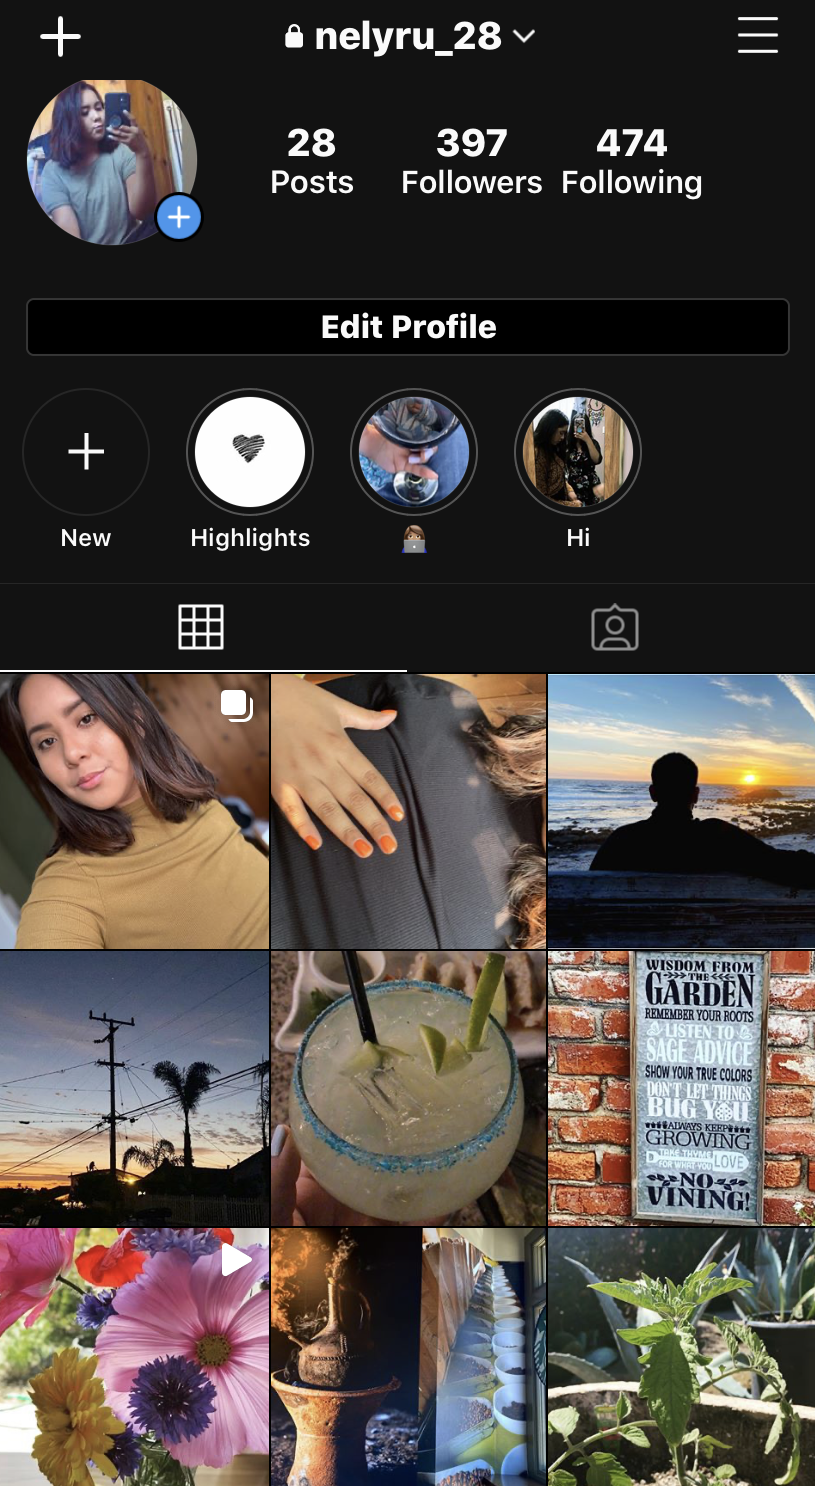 nelyru_28
28 397 474
Posts Followers Following
Edit Profile
New Highlights Hi
WISDOM FROM
THE
GARDEN
REMEMBER YOUR ROOTS
LISTEN TO
SAGE ADVICE
SHOW YOUR TRUE COLORS
DON'T LET THINGS
BUG YOU
ALWAYS KEEP
GROWING
TAKE THYME
FOR WHAT YOU LOVE
NO
VINING!